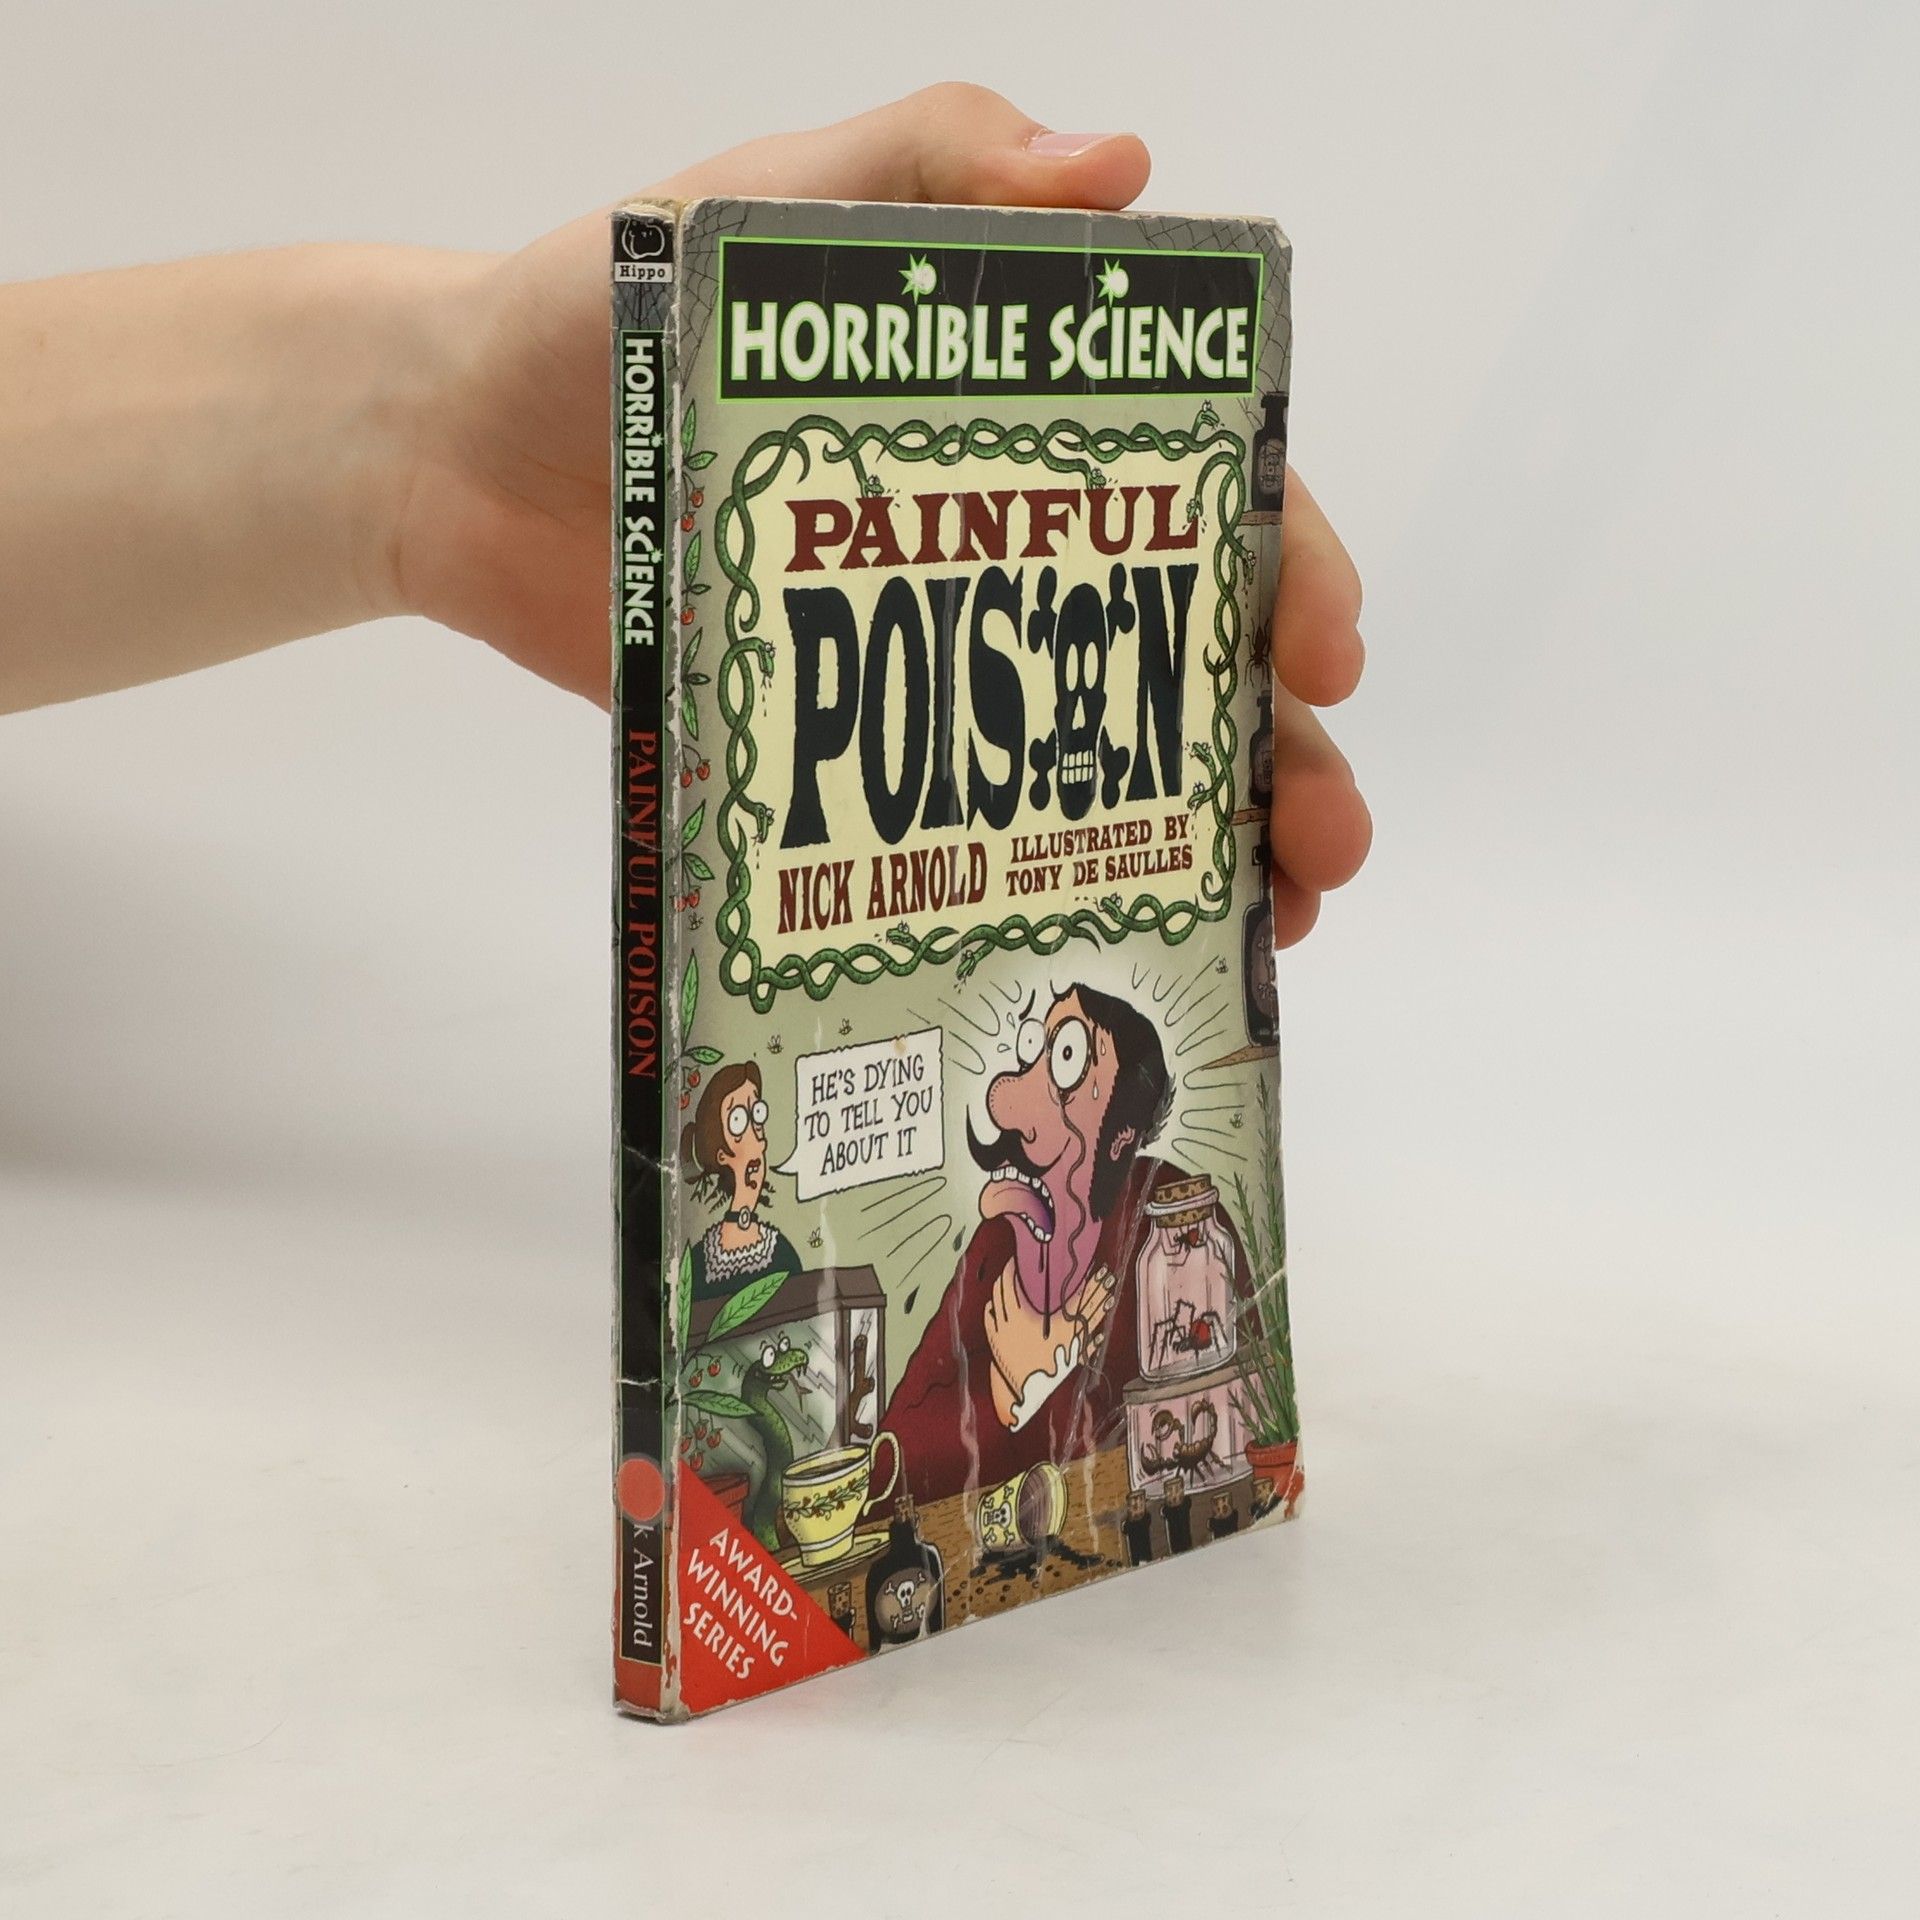 Hippo
HORRIBLE SCIENCE
PAINFUL POISON
k Arnold
HORRIBLE SCIENCE
PAINFUL
POISON
NICK ARNOLD
ILLUSTRATED BY
TONY DE SAULLES
HE'S DYING
TO TELL YOU
ABOUT IT
AWARD-
WINNING
SERIES